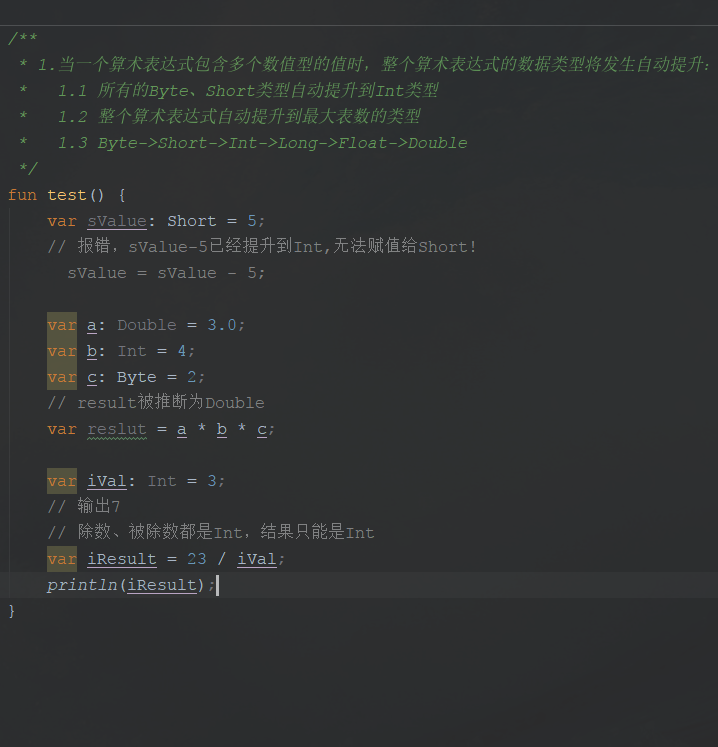 /**
 * 1.当一个算术表达式包含多个数值型的值时，整个算术表达式的数据类型将发生自动提升：
 *   1.1 所有的Byte、Short类型自动提升到Int类型
 *   1.2 整个算术表达式自动提升到最大表数的类型
 *   1.3 Byte->Short->Int->Long->Float->Double
 */
fun test() {
    var sValue: Short = 5;
    // 报错，sValue-5已经提升到Int,无法赋值给Short!
      sValue = sValue - 5;
    var a: Double = 3.0;
    var b: Int = 4;
    var c: Byte = 2;
    // result被推断为Double
    var reslut = a * b * c;
    var iVal: Int = 3;
    // 输出7
    // 除数、被除数都是Int，结果只能是Int
    var iResult = 23 / iVal;
    println(iResult);
}